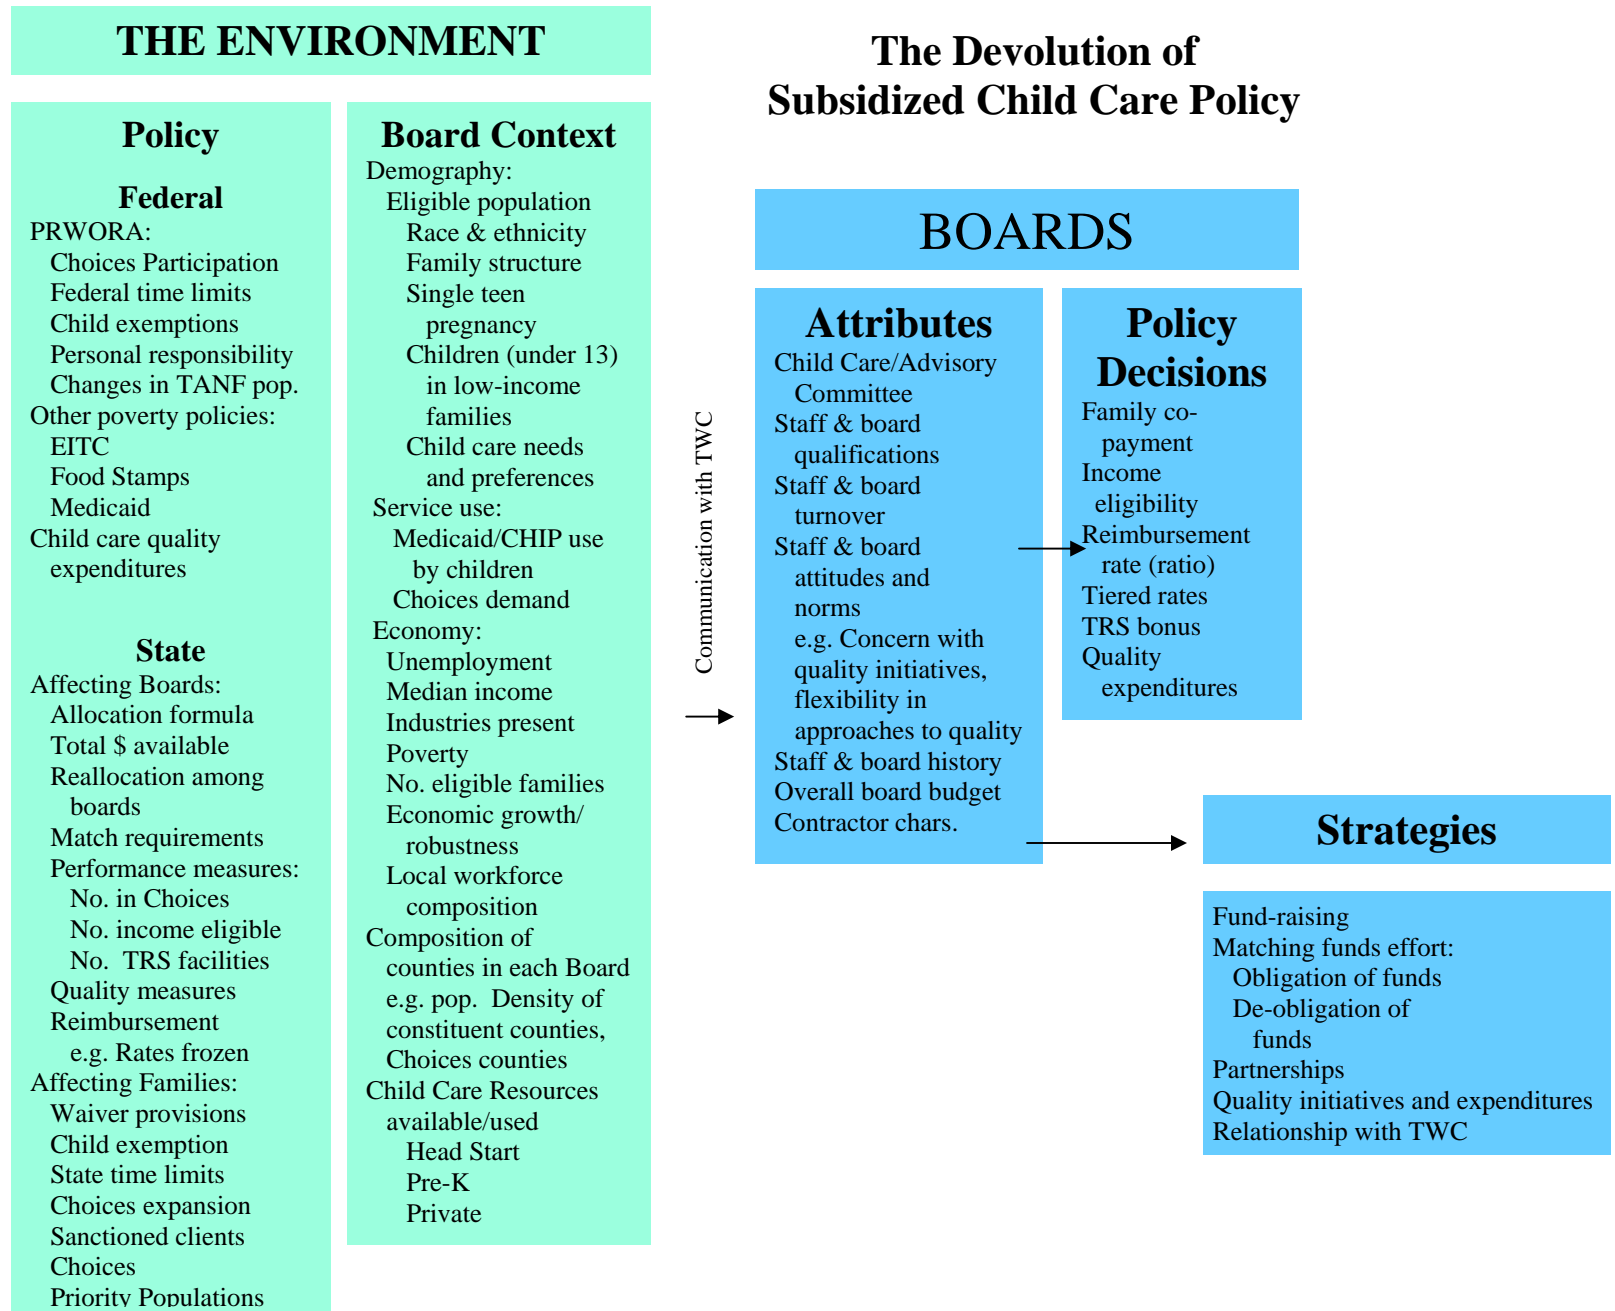 THE ENVIRONMENT
The Devolution of
Subsidized Child Care Policy
Policy
Federal
PRWORA:
Choices Participation
Federal time limits
Child exemptions
Personal responsibility
Changes in TANF pop.
Other poverty policies:
EITC
Food Stamps
Medicaid
Child care quality
expenditures
State
Affecting Boards:
Allocation formula
Total $ available
Reallocation among
boards
Match requirements
Performance measures:
No. in Choices
No. income eligible
No.  TRS facilities
Quality measures
Reimbursement
e.g. Rates frozen
Affecting Families:
Waiver provisions
Child exemption
State time limits
Choices expansion
Sanctioned clients
Choices
Priority Populations
Board Context
Demography:
Eligible population
Race & ethnicity
Family structure
Single teen
pregnancy
Children (under 13)
in low-income
families
Child care needs
and preferences
Service use:
Medicaid/CHIP use
by children
Choices demand
Economy:
Unemployment
Median income
Industries present
Poverty
No. eligible families
Economic growth/
robustness
Local workforce
composition
Composition of
counties in each Board
e.g. pop.  Density of
constituent counties,
Choices counties
Child Care Resources
available/used
Head Start
Pre-K
Private
Communication with TWC
BOARDS
Attributes
Child Care/Advisory
Committee
Staff & board
qualifications
Staff & board
turnover
Staff & board
attitudes and
norms
e.g. Concern with
quality initiatives,
flexibility in
approaches to quality
Staff & board history
Overall board budget
Contractor chars.
Policy
Decisions
Family co-
payment
Income
eligibility
Reimbursement
rate (ratio)
Tiered rates
TRS bonus
Quality
expenditures
Strategies
Fund-raising
Matching funds effort:
Obligation of funds
De-obligation of
funds
Partnerships
Quality initiatives and expenditures
Relationship with TWC